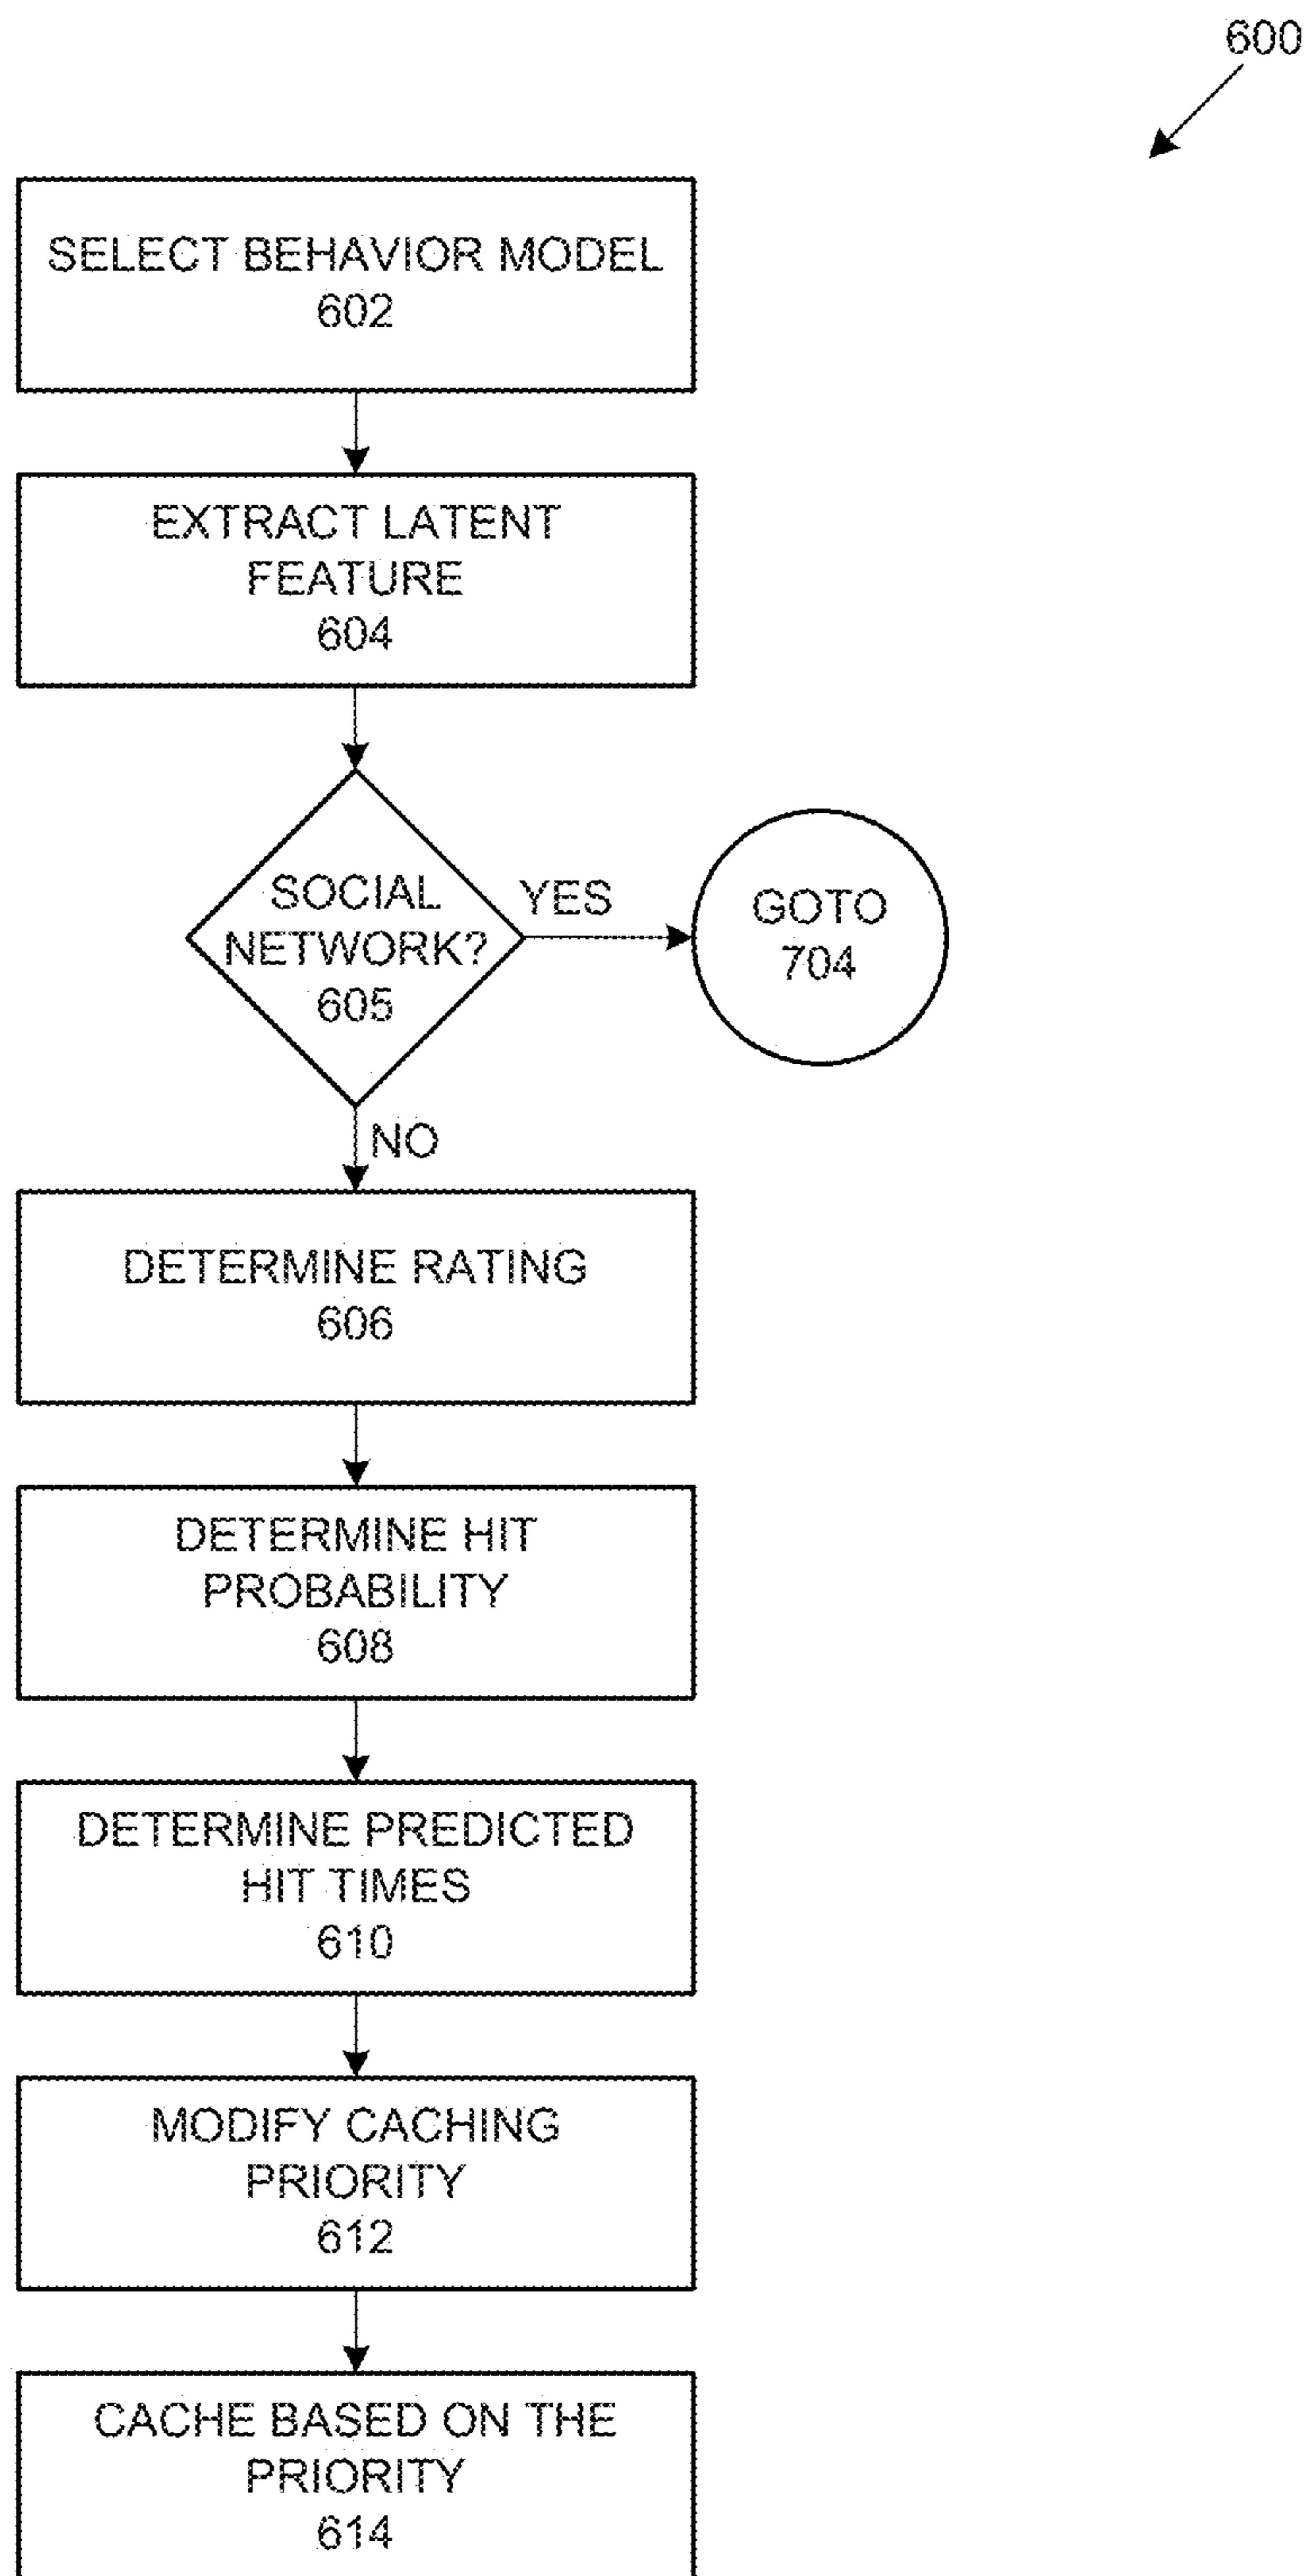 600
SELECT BEHAVIOR MODEL
602
EXTRACT LATENT
FEATURE
604
SOCIAL
NETWORK?
605
YES
GOTO
704
NO
DETERMINE RATING
606
DETERMINE HIT
PROBABILITY
608
DETERMINE PREDICTED
HIT TIMES
610
MODIFY CACHING
PRIORITY
612
CACHE BASED ON THE
PRIORITY
614